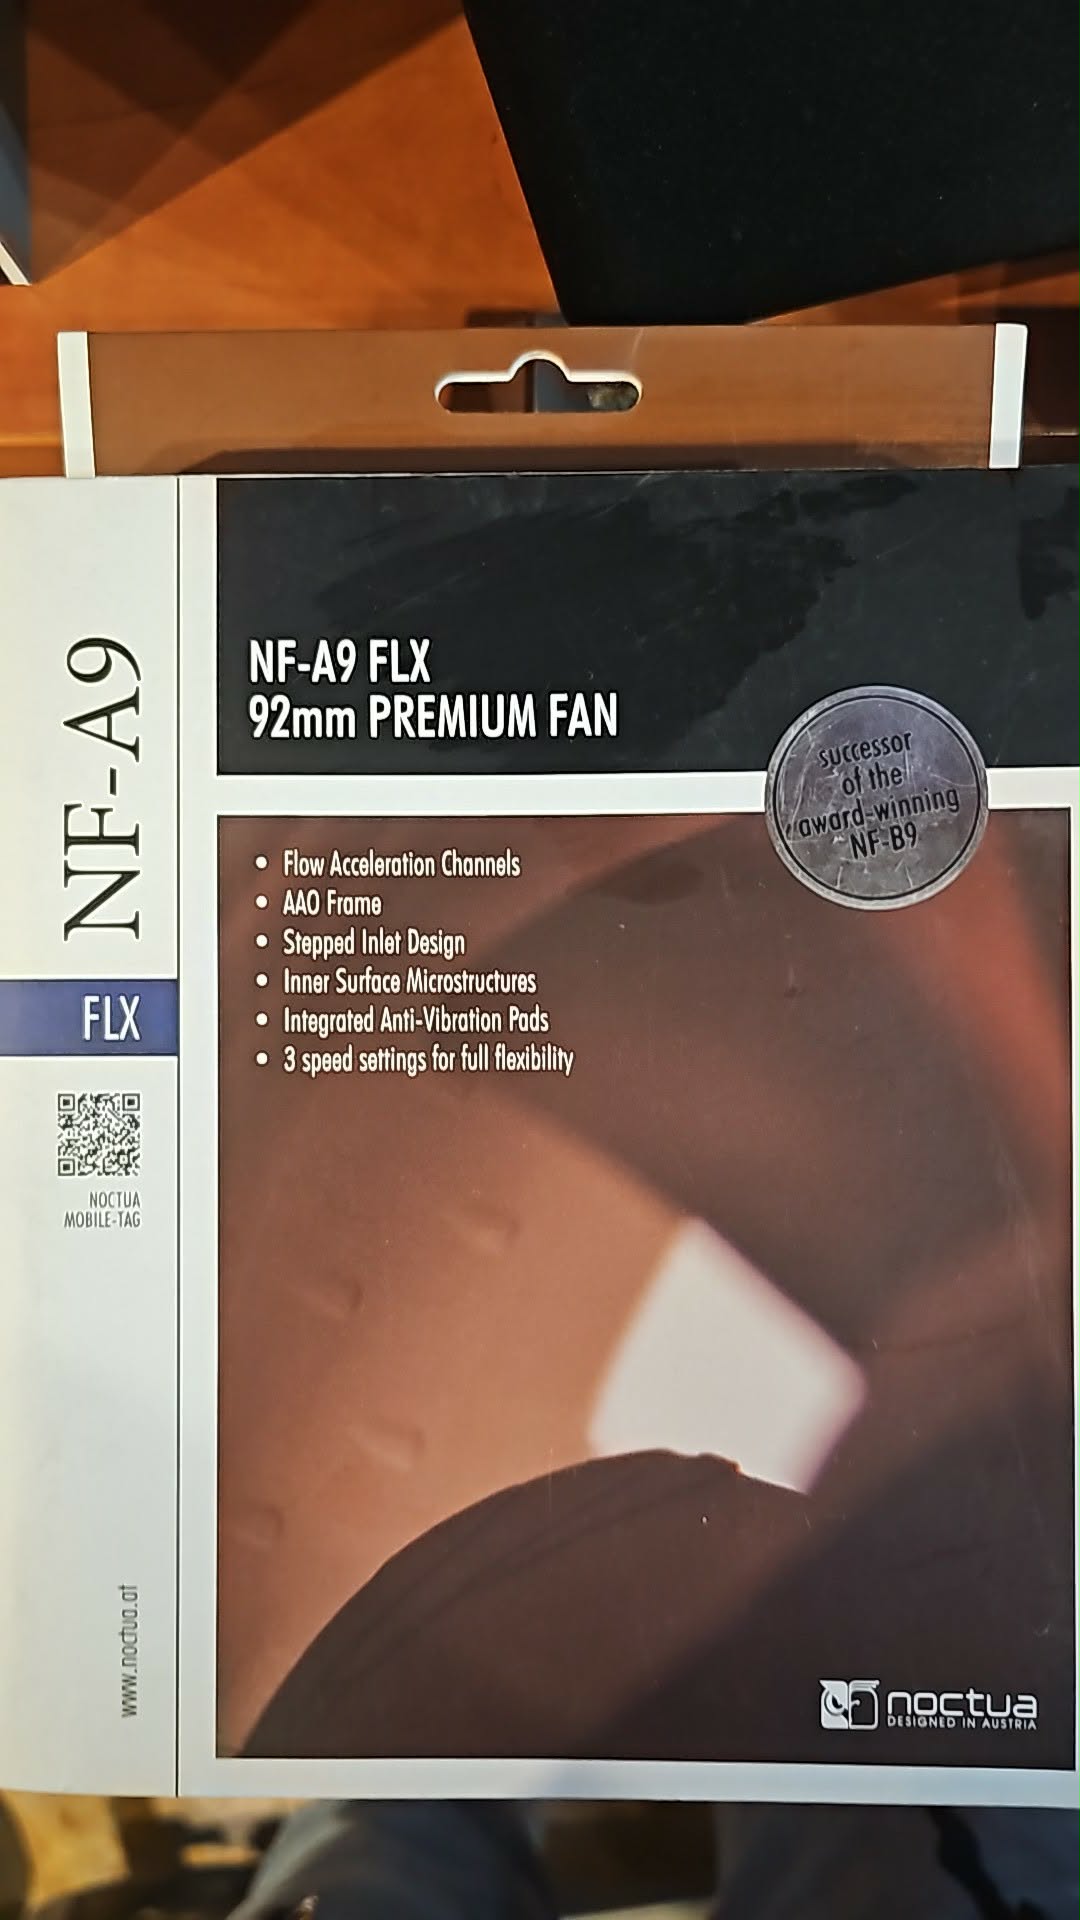 NF-A9
FLX
NOCTUA
MOBILE-TAG
www.noctua.at
NF-A9 FLX
92mm PREMIUM FAN
successor
of the
award-winning
NF-B9
• Flow Acceleration Channels
• AAO Frame
• Stepped Inlet Design
• Inner Surface Microstructures
• Integrated Anti-Vibration Pads
• 3 speed settings for full flexibility
noctua
DESIGNED IN AUSTRIA